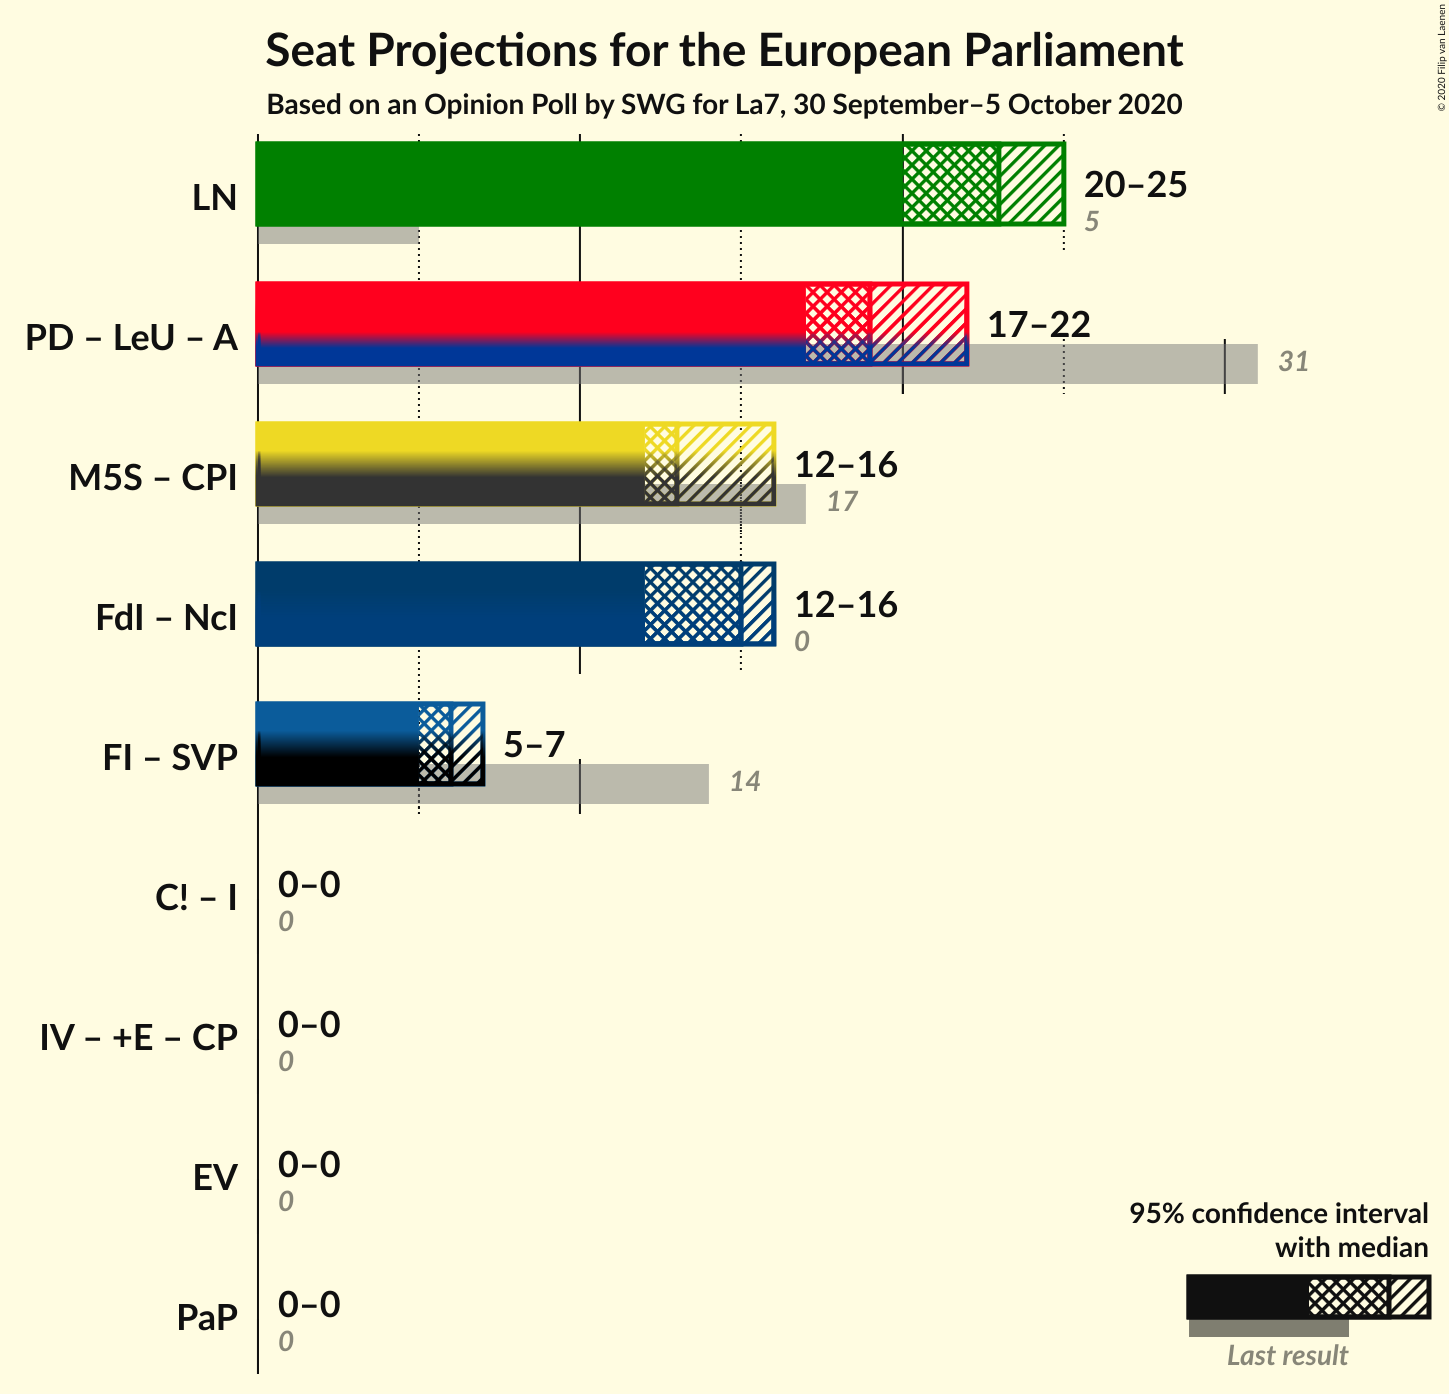 Seat Projections for the European Parliament
Based on an Opinion Poll by SWG for La7, 30 September–5 October 2020
© 2020 Filip van Laenen
LN
20–25
5
PD – LeU – A
17–22
31
M5S – CPI
12–16
17
FdI – NcI
12–16
0
FI – SVP
5–7
14
C! – I
0–0
0
IV – +E – CP
0–0
0
EV
0–0
0
PaP
0–0
0
95% confidence interval
with median
Last result